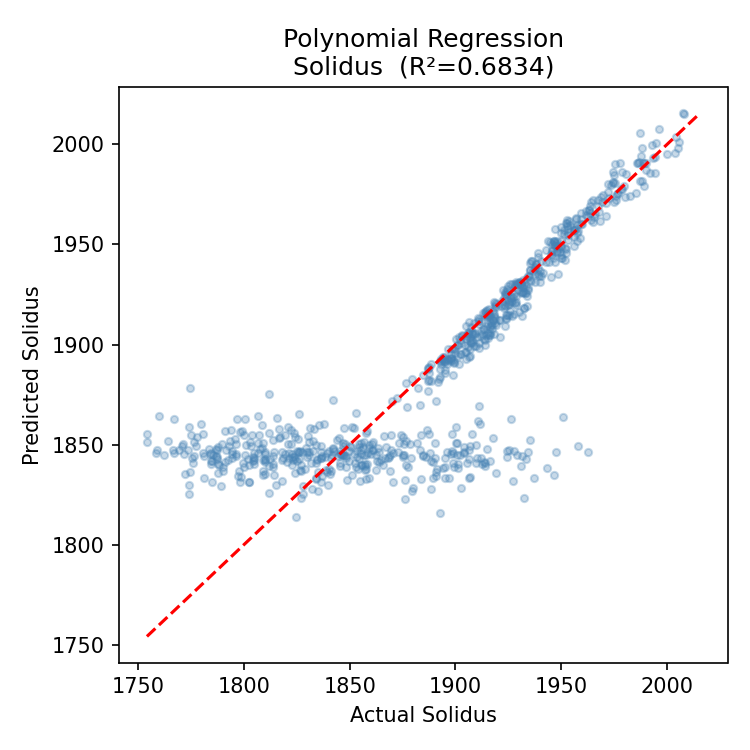 Polynomial Regression
Solidus (R²=0.6834)
Predicted Solidus
2000
1950
1900
1850
1800
1750
1750 1800 1850 1900 1950 2000
Actual Solidus